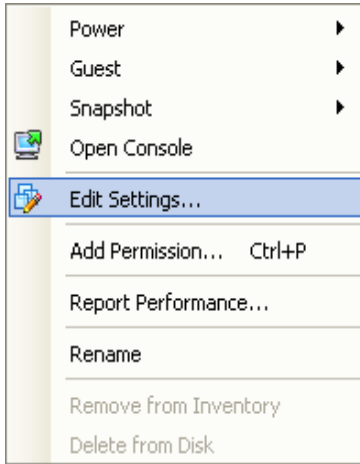 Power
Guest
Snapshot
Open Console
Edit Settings...
Add Permission... Ctrl+P
Report Performance...
Rename
Remove from Inventory
Delete from Disk